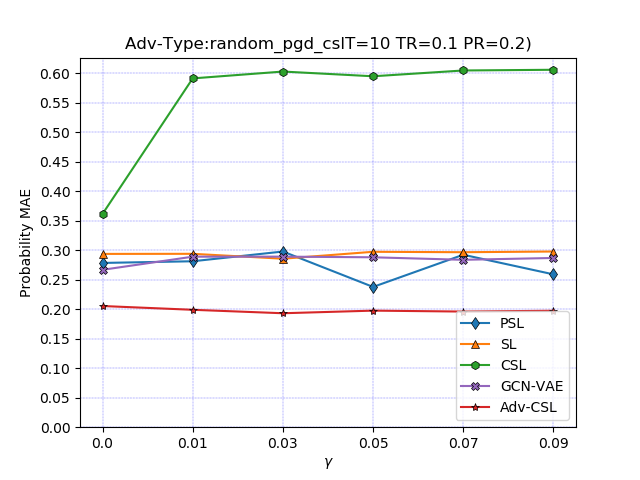 Adv-Type:random_pgd_cslT=10 TR=0.1 PR=0.2)
Probability MAE
0.60
0.55
0.50
0.45
0.40
0.35
0.30
0.25
0.20
0.15
0.10
0.05
0.00
0.0 0.01 0.03 0.05 0.07 0.09
γ
PSL
SL
CSL
GCN-VAE
Adv-CSL